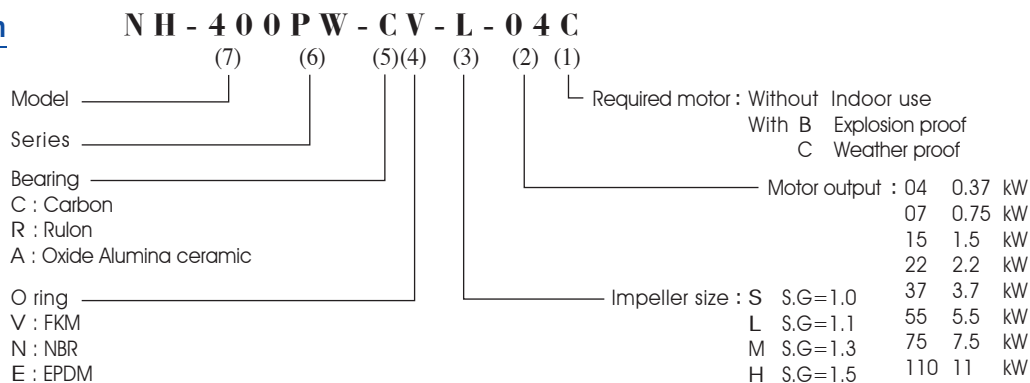 n
NH-400PW-CV-L-04C
(7) (6) (5)(4) (3) (2) (1)
Model
Series
Bearing
C : Carbon
R : Rulon
A : Oxide Alumina ceramic
O ring
V : FKM
N : NBR
E : EPDM
Required motor : Without Indoor use
With B Explosion proof
C Weather proof
Motor output : 04 0.37 kW
07 0.75 kW
15 1.5 kW
22 2.2 kW
37 3.7 kW
55 5.5 kW
75 7.5 kW
110 11 kW
Impeller size : S S.G=1.0
L S.G=1.1
M S.G=1.3
H S.G=1.5